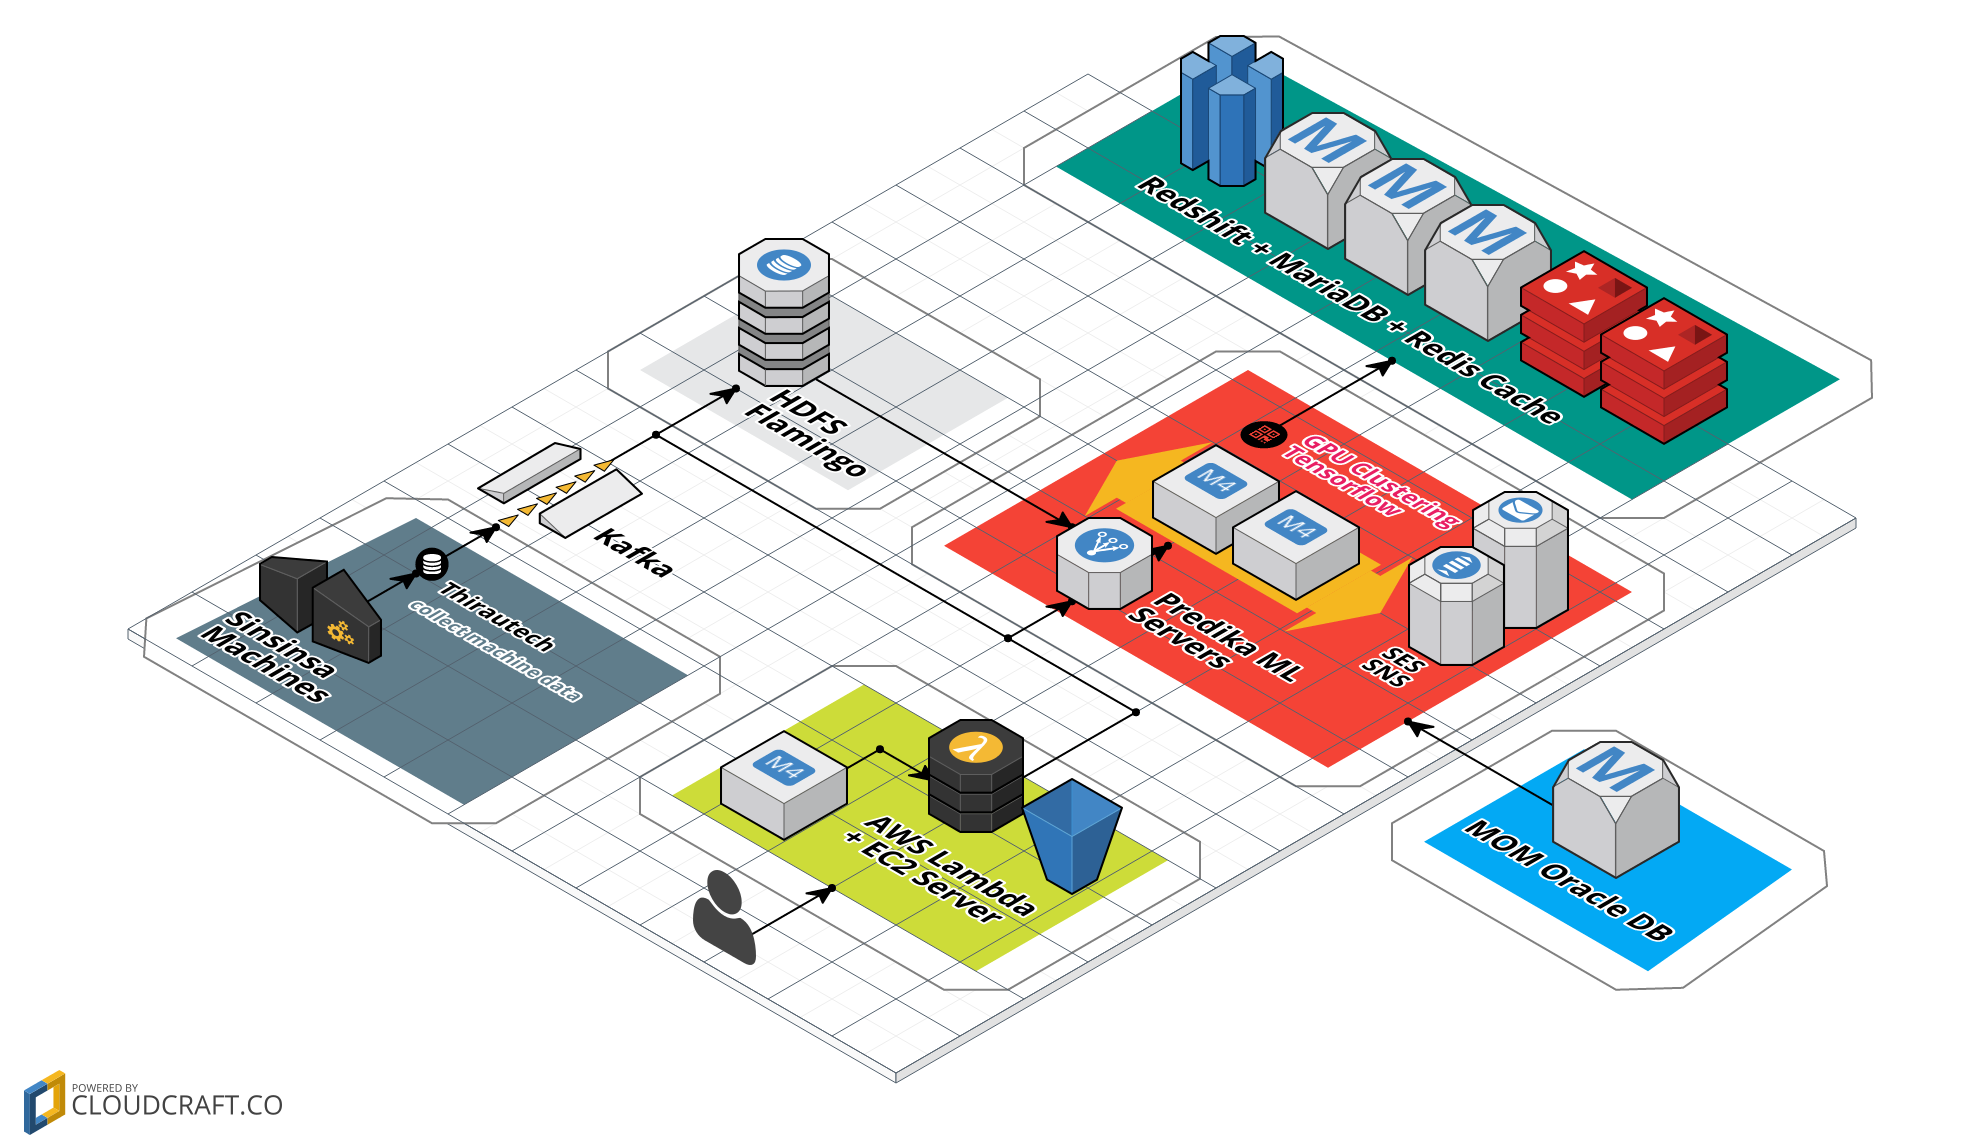 M
M
M
Redshift + MariaDB + Redis Cache
HDFS
Flamingo
Kafka
GPU Clustering
Tensorflow
M4
M4
Predika ML
Servers
SES
SNS
Thirautech
collect machine data
Sinsinsa
Machines
M4
λ
AWS Lambda
+ EC2 Server
M
MOM Oracle DB
POWERED BY
CLOUDCRAFT.CO